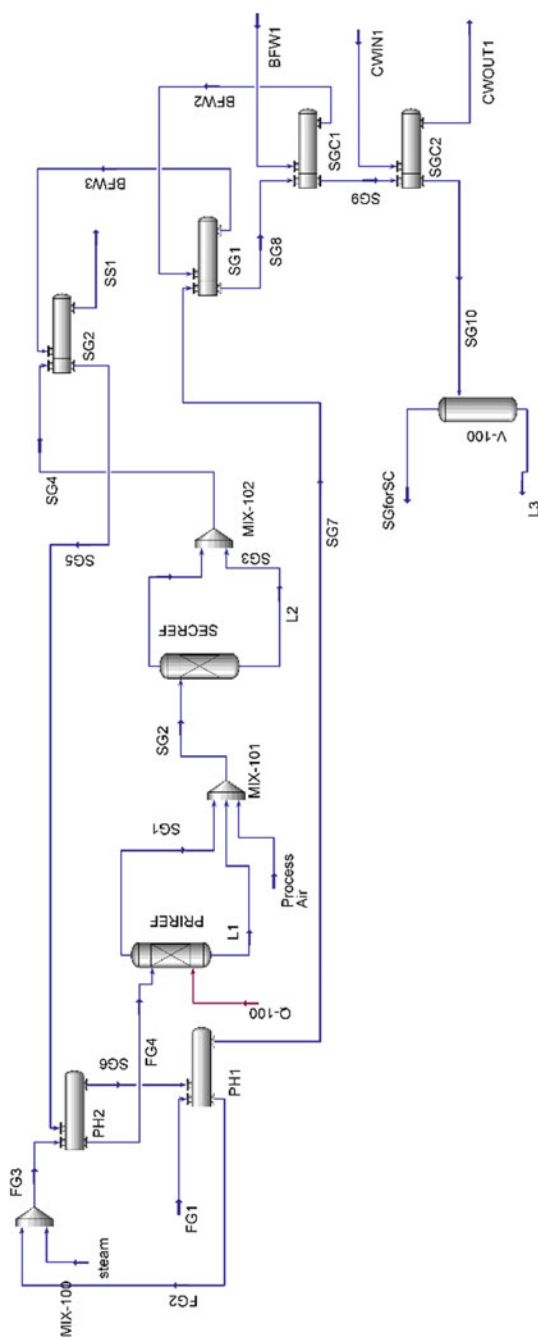 BFW1
CWIN1
CWOUT1
BFW2
BFW3
SGC1
SGC2
SG9
SG1
SG8
SS1
SG2
SG10
V-100
SGforSC
L3
SG4
SG5
MIX-102
SG3
SG7
SECREF
L2
SG2
MIX-101
SG1
Process
Air
PRIREF
L1
Q-100
FG4
SG6
PH2
PH1
FG3
FG1
steam
MIX-100
FG2